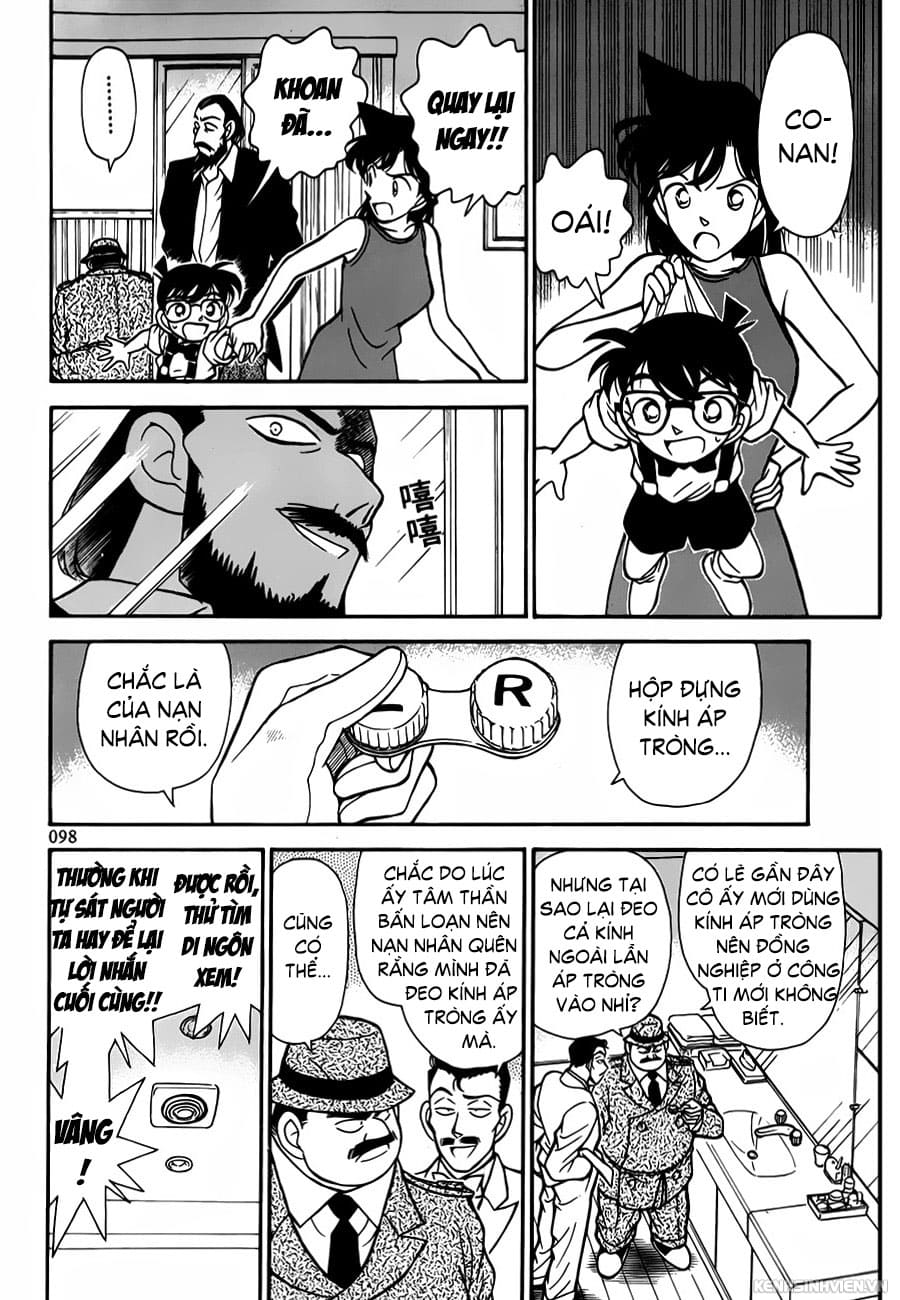 CO-
NAN!
OÁI!
QUAY LẠI
NGAY!!
KHOAN
ĐÃ...
.........
嘻
嘻
HỘP ĐỰNG
KÍNH ÁP
TRÒNG...
R
CHẮC LÀ
CỦA NẠN
NHÂN RỒI.
098
CÓ LẼ GẦN ĐÂY
CÔ ẤY MỚI DÙNG
KÍNH ÁP TRÒNG
NÊN ĐỒNG
NGHIỆP Ở CÔNG
TI MỚI KHÔNG
BIẾT.
NHƯNG TẠI
SAO LẠI ĐEO
CẢ KÍNH
NGOÀI LẪN
ÁP TRÒNG
VÀO NHỈ?
CHẮC DO LÚC
ẤY TÂM THẦN
BẤN LOẠN NÊN
NẠN NHÂN QUÊN
RẰNG MÌNH ĐÃ
ĐEO KÍNH ÁP
TRÒNG ẤY
MÀ.
CŨNG
CÓ
THỂ...
ĐƯỢC RỒI,
THỬ TÌM
DI NGÔN
XEM!
THƯỜNG KHI
TỰ SÁT NGƯỜI
TA HAY ĐỂ LẠI
LỜI NHẮN
CUỐI CÙNG!!
VÂNG
!
KENHSINHVIEN.VN